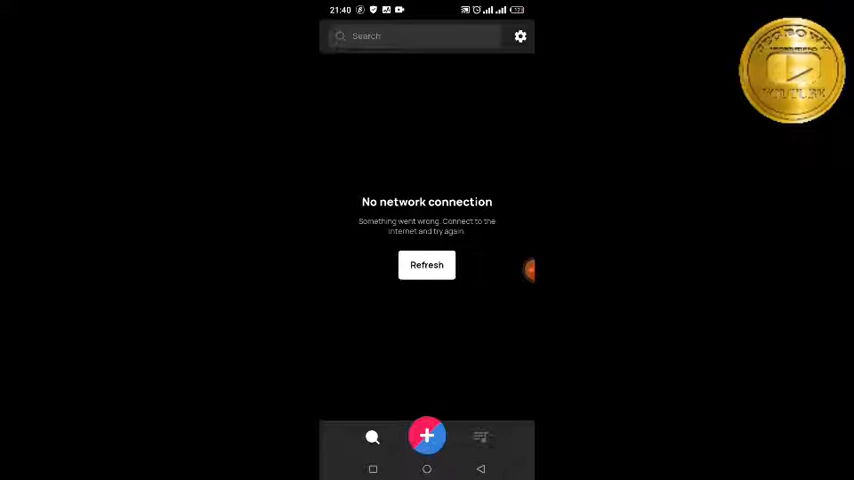 21:40
Search
No network connection
Something went wrong. Connect to the
internet and try again.
Refresh